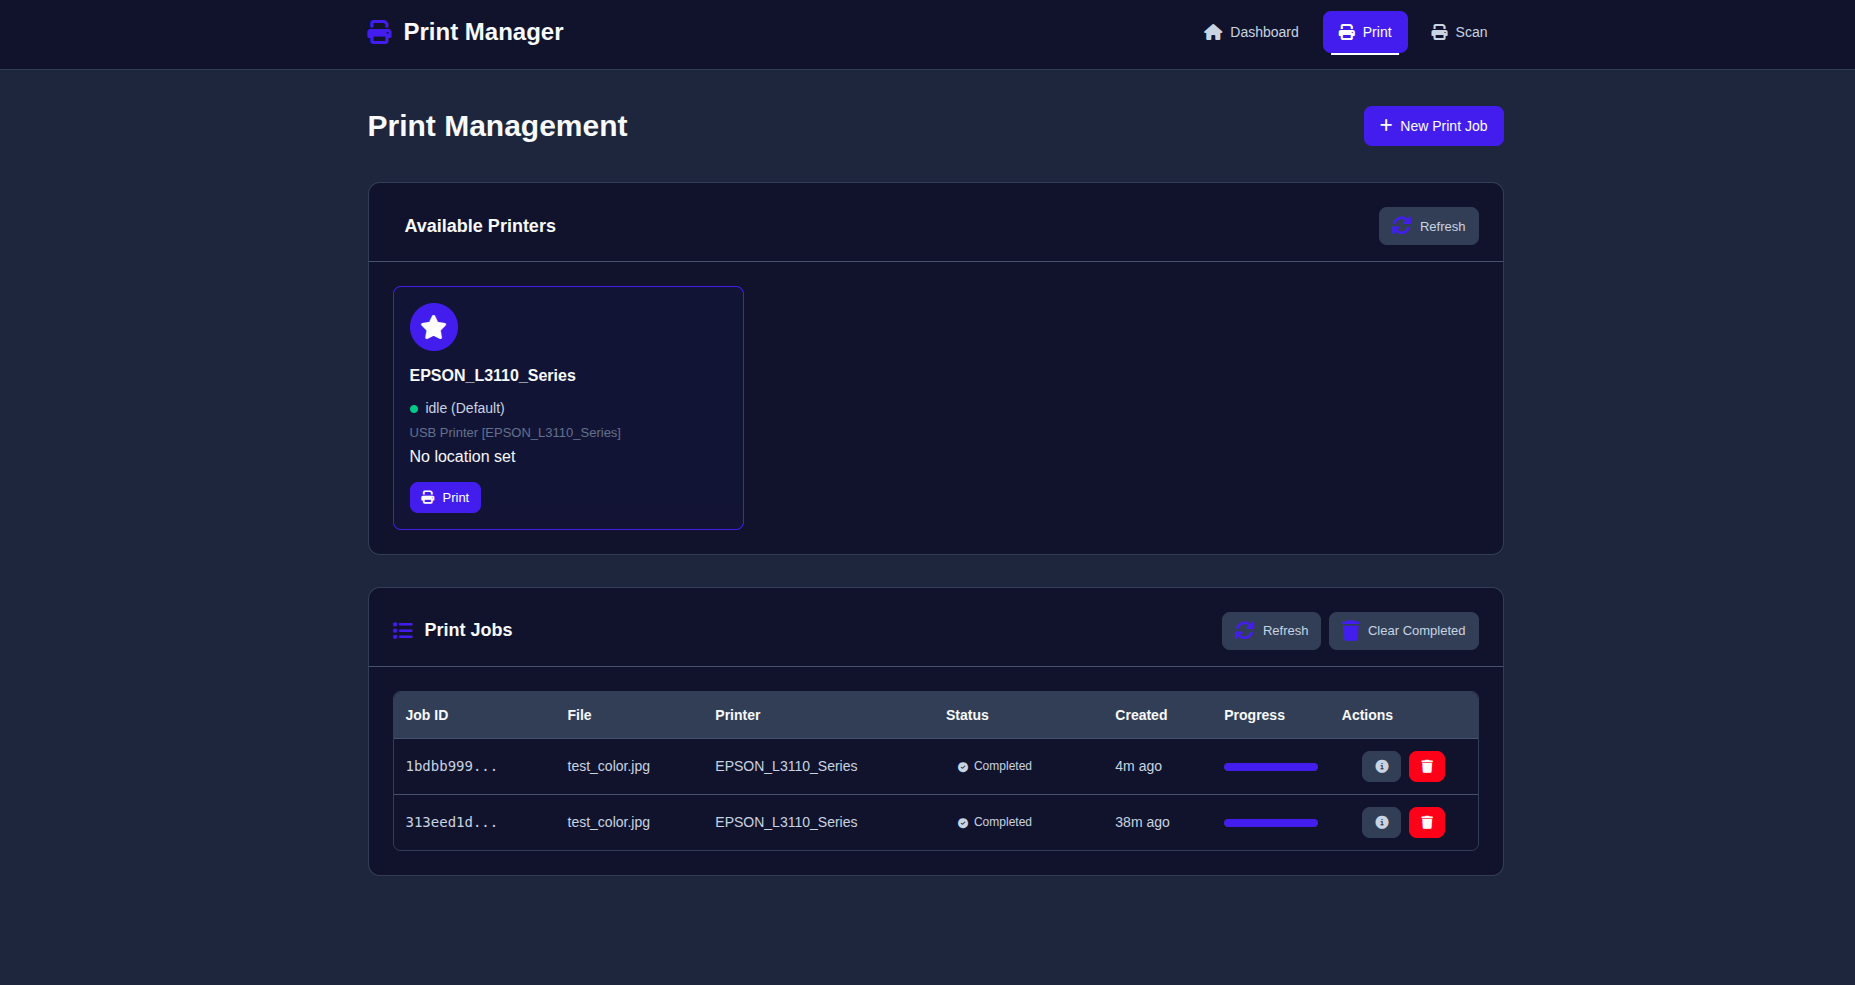 Print Manager
Dashboard
Print
Scan
Print Management
New Print Job
Available Printers
Refresh
EPSON_L3110_Series
idle (Default)
USB Printer [EPSON_L3110_Series]
No location set
Print
Print Jobs
Refresh
Clear Completed
Job ID File Printer Status Created Progress Actions
1bdbb999... test_color.jpg EPSON_L3110_Series Completed 4m ago
313eed1d... test_color.jpg EPSON_L3110_Series Completed 38m ago